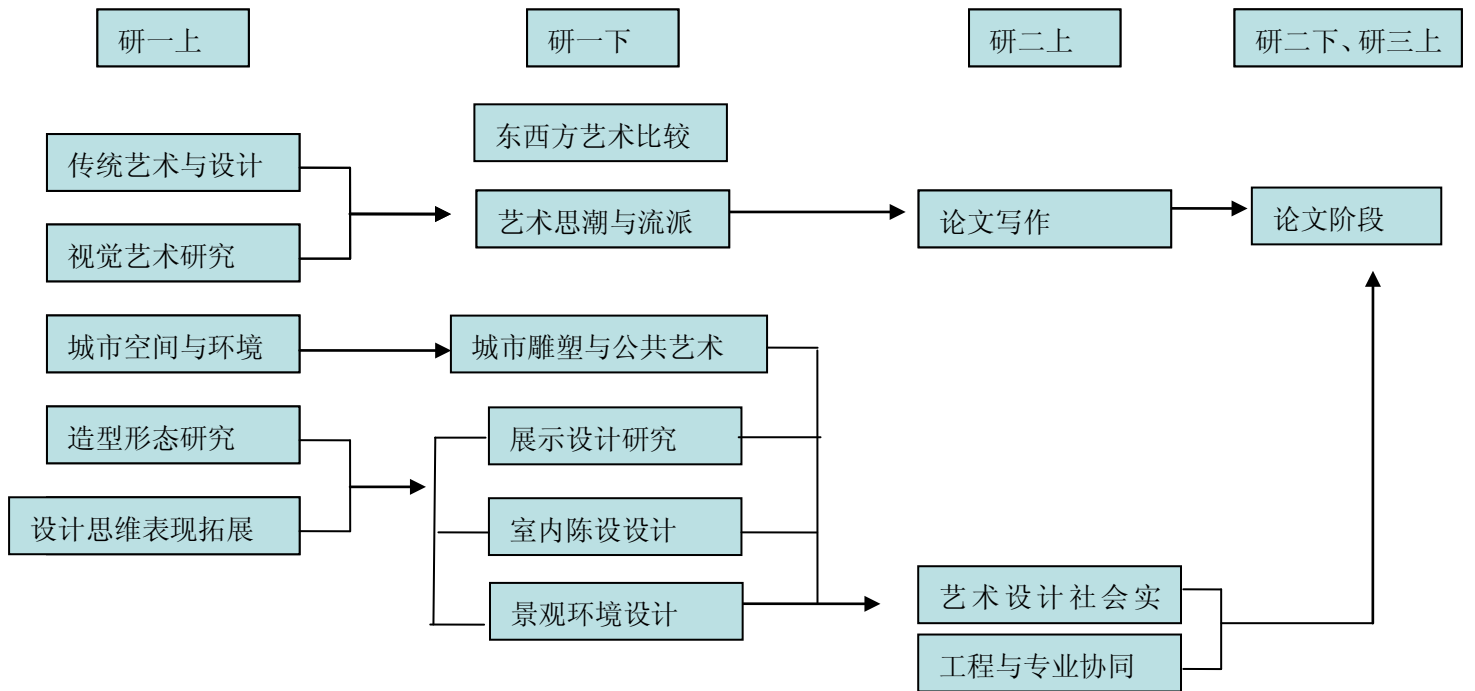 研一上
研一下
研二上
研二下、研三上
东西方艺术比较
传统艺术与设计
艺术思潮与流派
论文写作
论文阶段
视觉艺术研究
城市空间与环境
城市雕塑与公共艺术
造型形态研究
展示设计研究
设计思维表现拓展
室内陈设设计
景观环境设计
艺术设计社会实
工程与专业协同